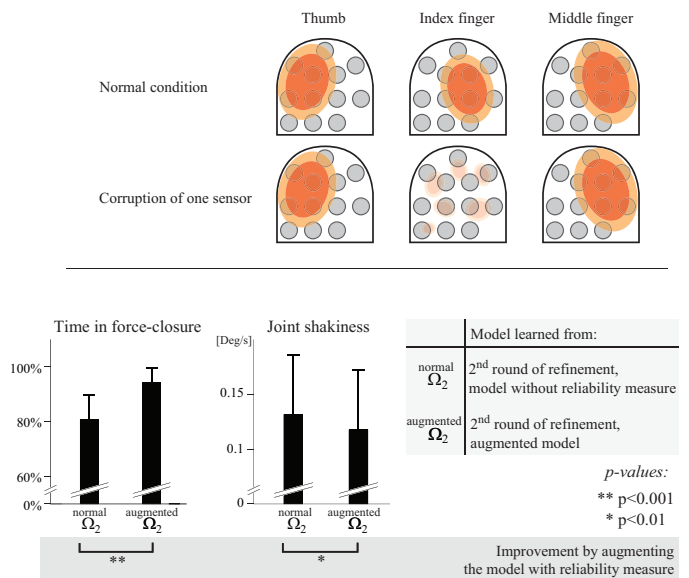 Thumb Index finger Middle finger
Normal condition
Corruption of one sensor
Time in force-closure
100%
80%
60%
0%
normal Ω2 augmented Ω2
**
Joint shakiness
[Deg/s]
0.15
0.1
0
normal Ω2 augmented Ω2
*
Model learned from:
normal Ω2 2nd round of refinement,
model without reliability measure
augmented Ω2 2nd round of refinement,
augmented model
p-values:
** p<0.001
* p<0.01
Improvement by augmenting
the model with reliability measure